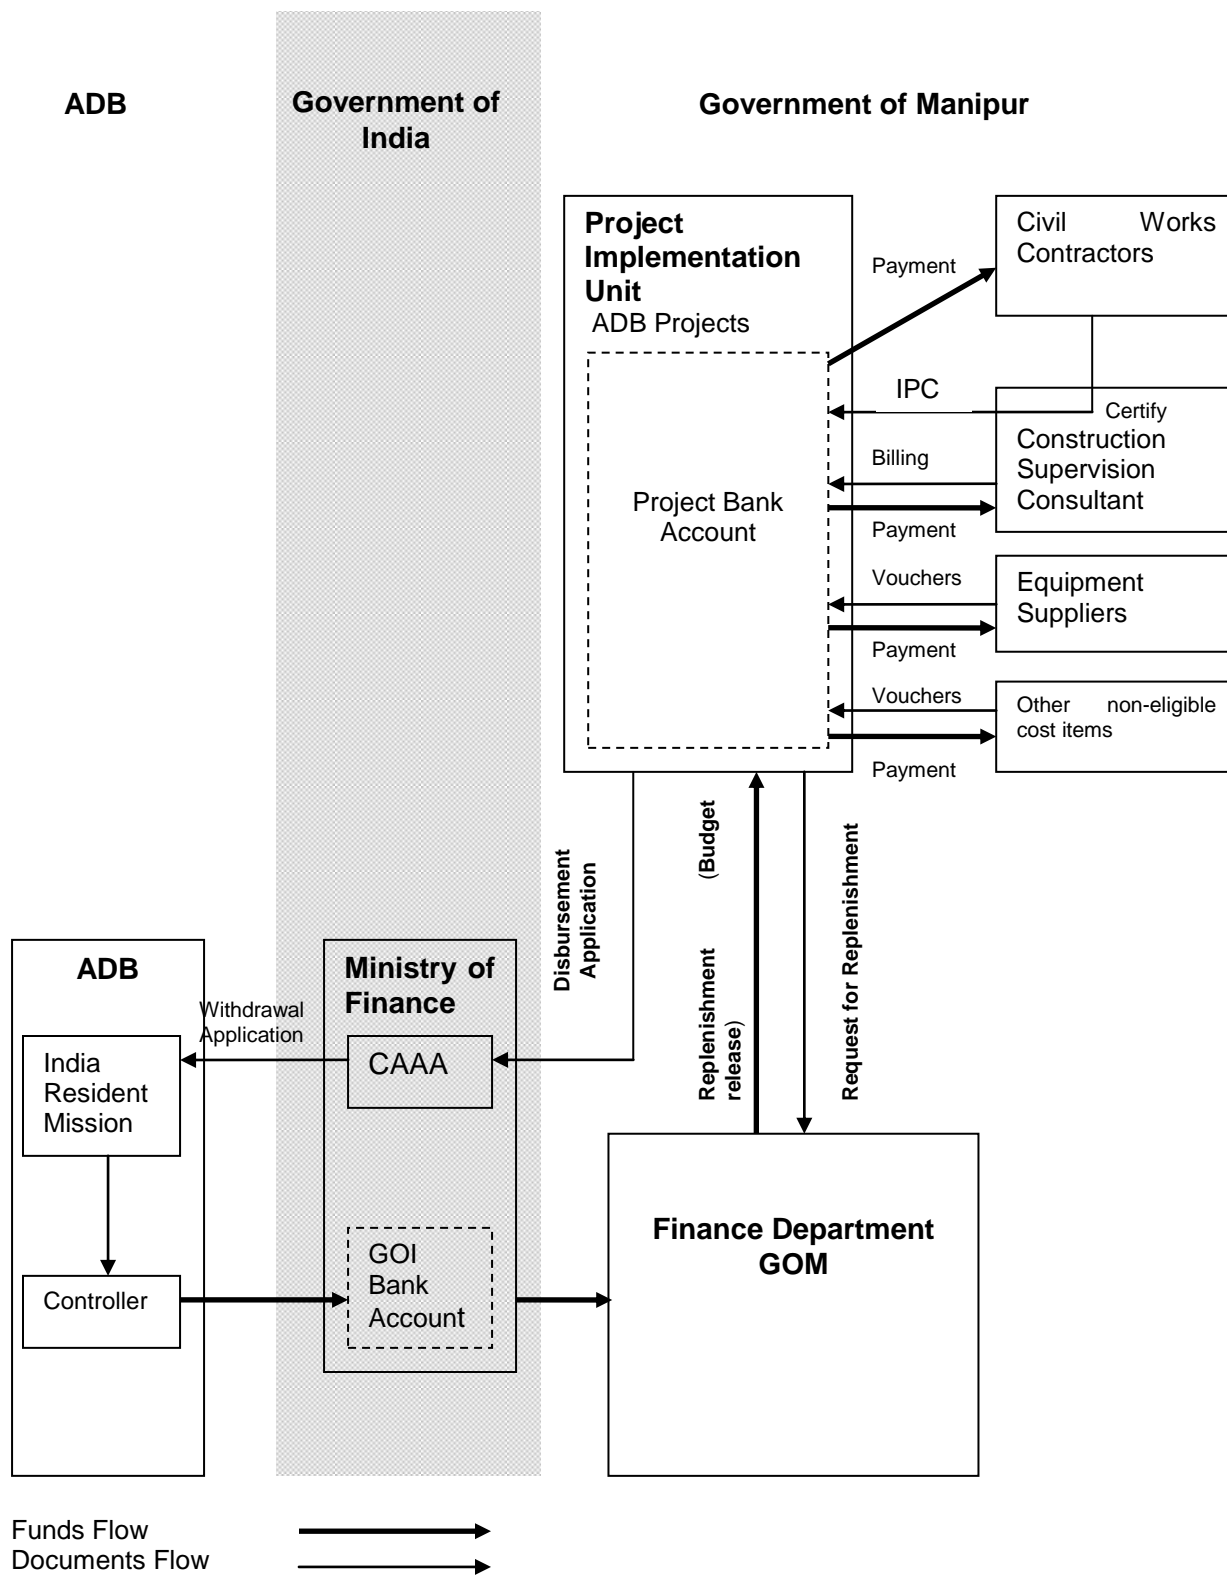 ADB
Government of
India
Government of Manipur
Project
Implementation
Unit
ADB Projects
Project Bank
Account
Payment
Civil Works
Contractors
IPC
Certify
Construction
Supervision
Consultant
Billing
Payment
Vouchers
Equipment
Suppliers
Payment
Vouchers
Other non-eligible
cost items
Payment
Disbursement
Application
Replenishment (Budget
release)
Request for Replenishment
ADB
Ministry of
Finance
Withdrawal
Application
India
Resident
Mission
CAAA
Controller
GOI
Bank
Account
Finance Department
GOM
Funds Flow
Documents Flow